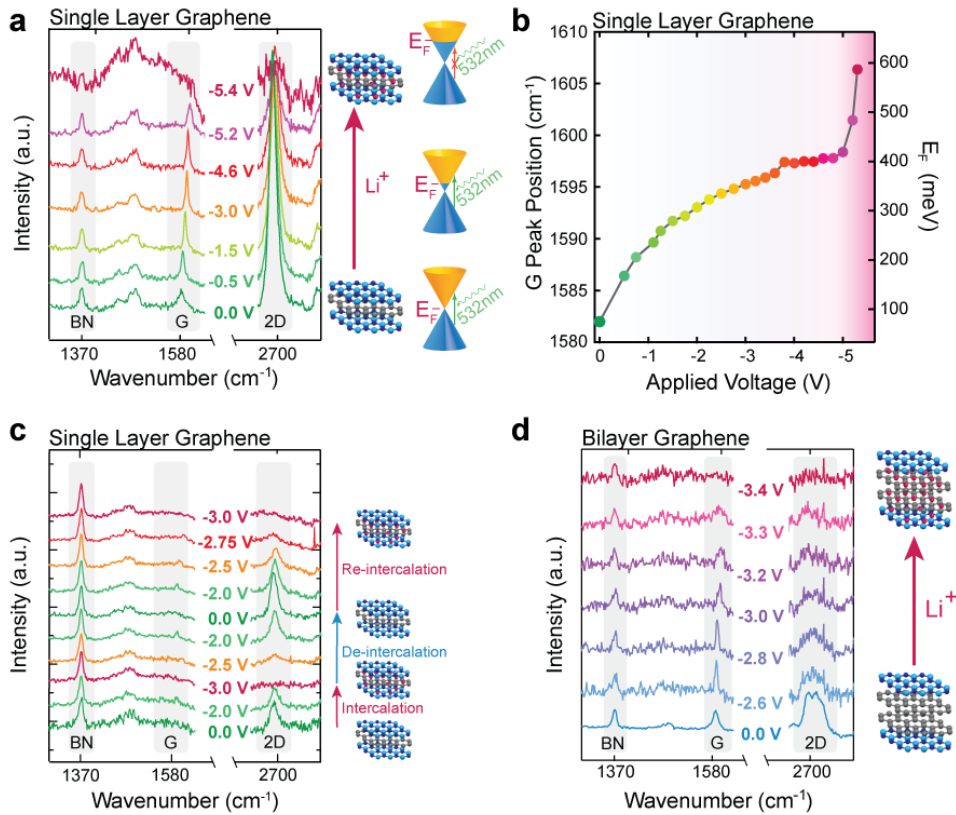 a
Single Layer Graphene
Intensity (a.u.)
-5.4 V
-5.2 V
-4.6 V
-3.0 V
-1.5 V
-0.5 V
0.0 V
BN
G
2D
1370
1580
2700
Wavenumber (cm⁻¹)
Li⁺
E_F
532nm
E_F
532nm
E_F
532nm
b
Single Layer Graphene
G Peak Position (cm⁻¹)
1610
1605
1600
1595
1590
1585
1580
0
-1
-2
-3
-4
-5
Applied Voltage (V)
600
500
400
300
200
100
E_F (meV)
c
Single Layer Graphene
Intensity (a.u.)
-3.0 V
-2.75 V
-2.5 V
-2.0 V
0.0 V
-2.0 V
-2.5 V
-3.0 V
-2.0 V
0.0 V
BN
G
2D
1370
1580
2700
Wavenumber (cm⁻¹)
Re-intercalation
De-intercalation
Intercalation
d
Bilayer Graphene
Intensity (a.u.)
-3.4 V
-3.3 V
-3.2 V
-3.0 V
-2.8 V
-2.6 V
0.0 V
BN
G
2D
1370
1580
2700
Wavenumber (cm⁻¹)
Li⁺